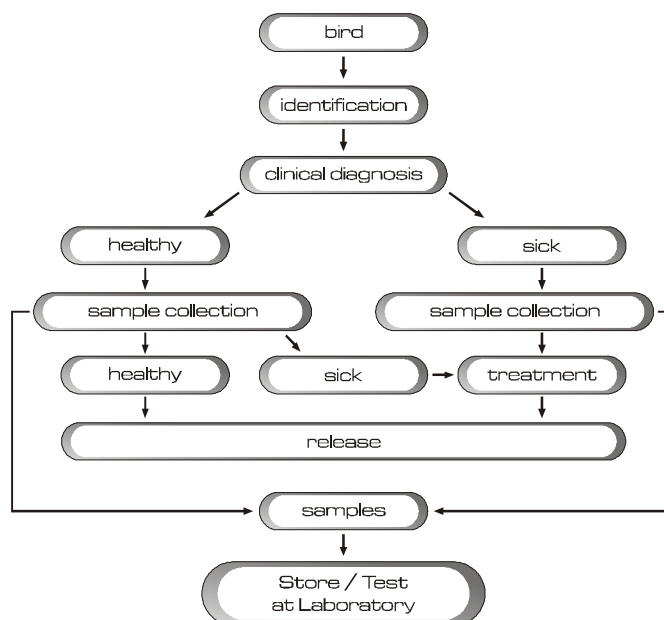 bird
identification
clinical diagnosis
healthy
sick
sample collection
sample collection
healthy
sick
treatment
release
samples
Store / Test
at Laboratory